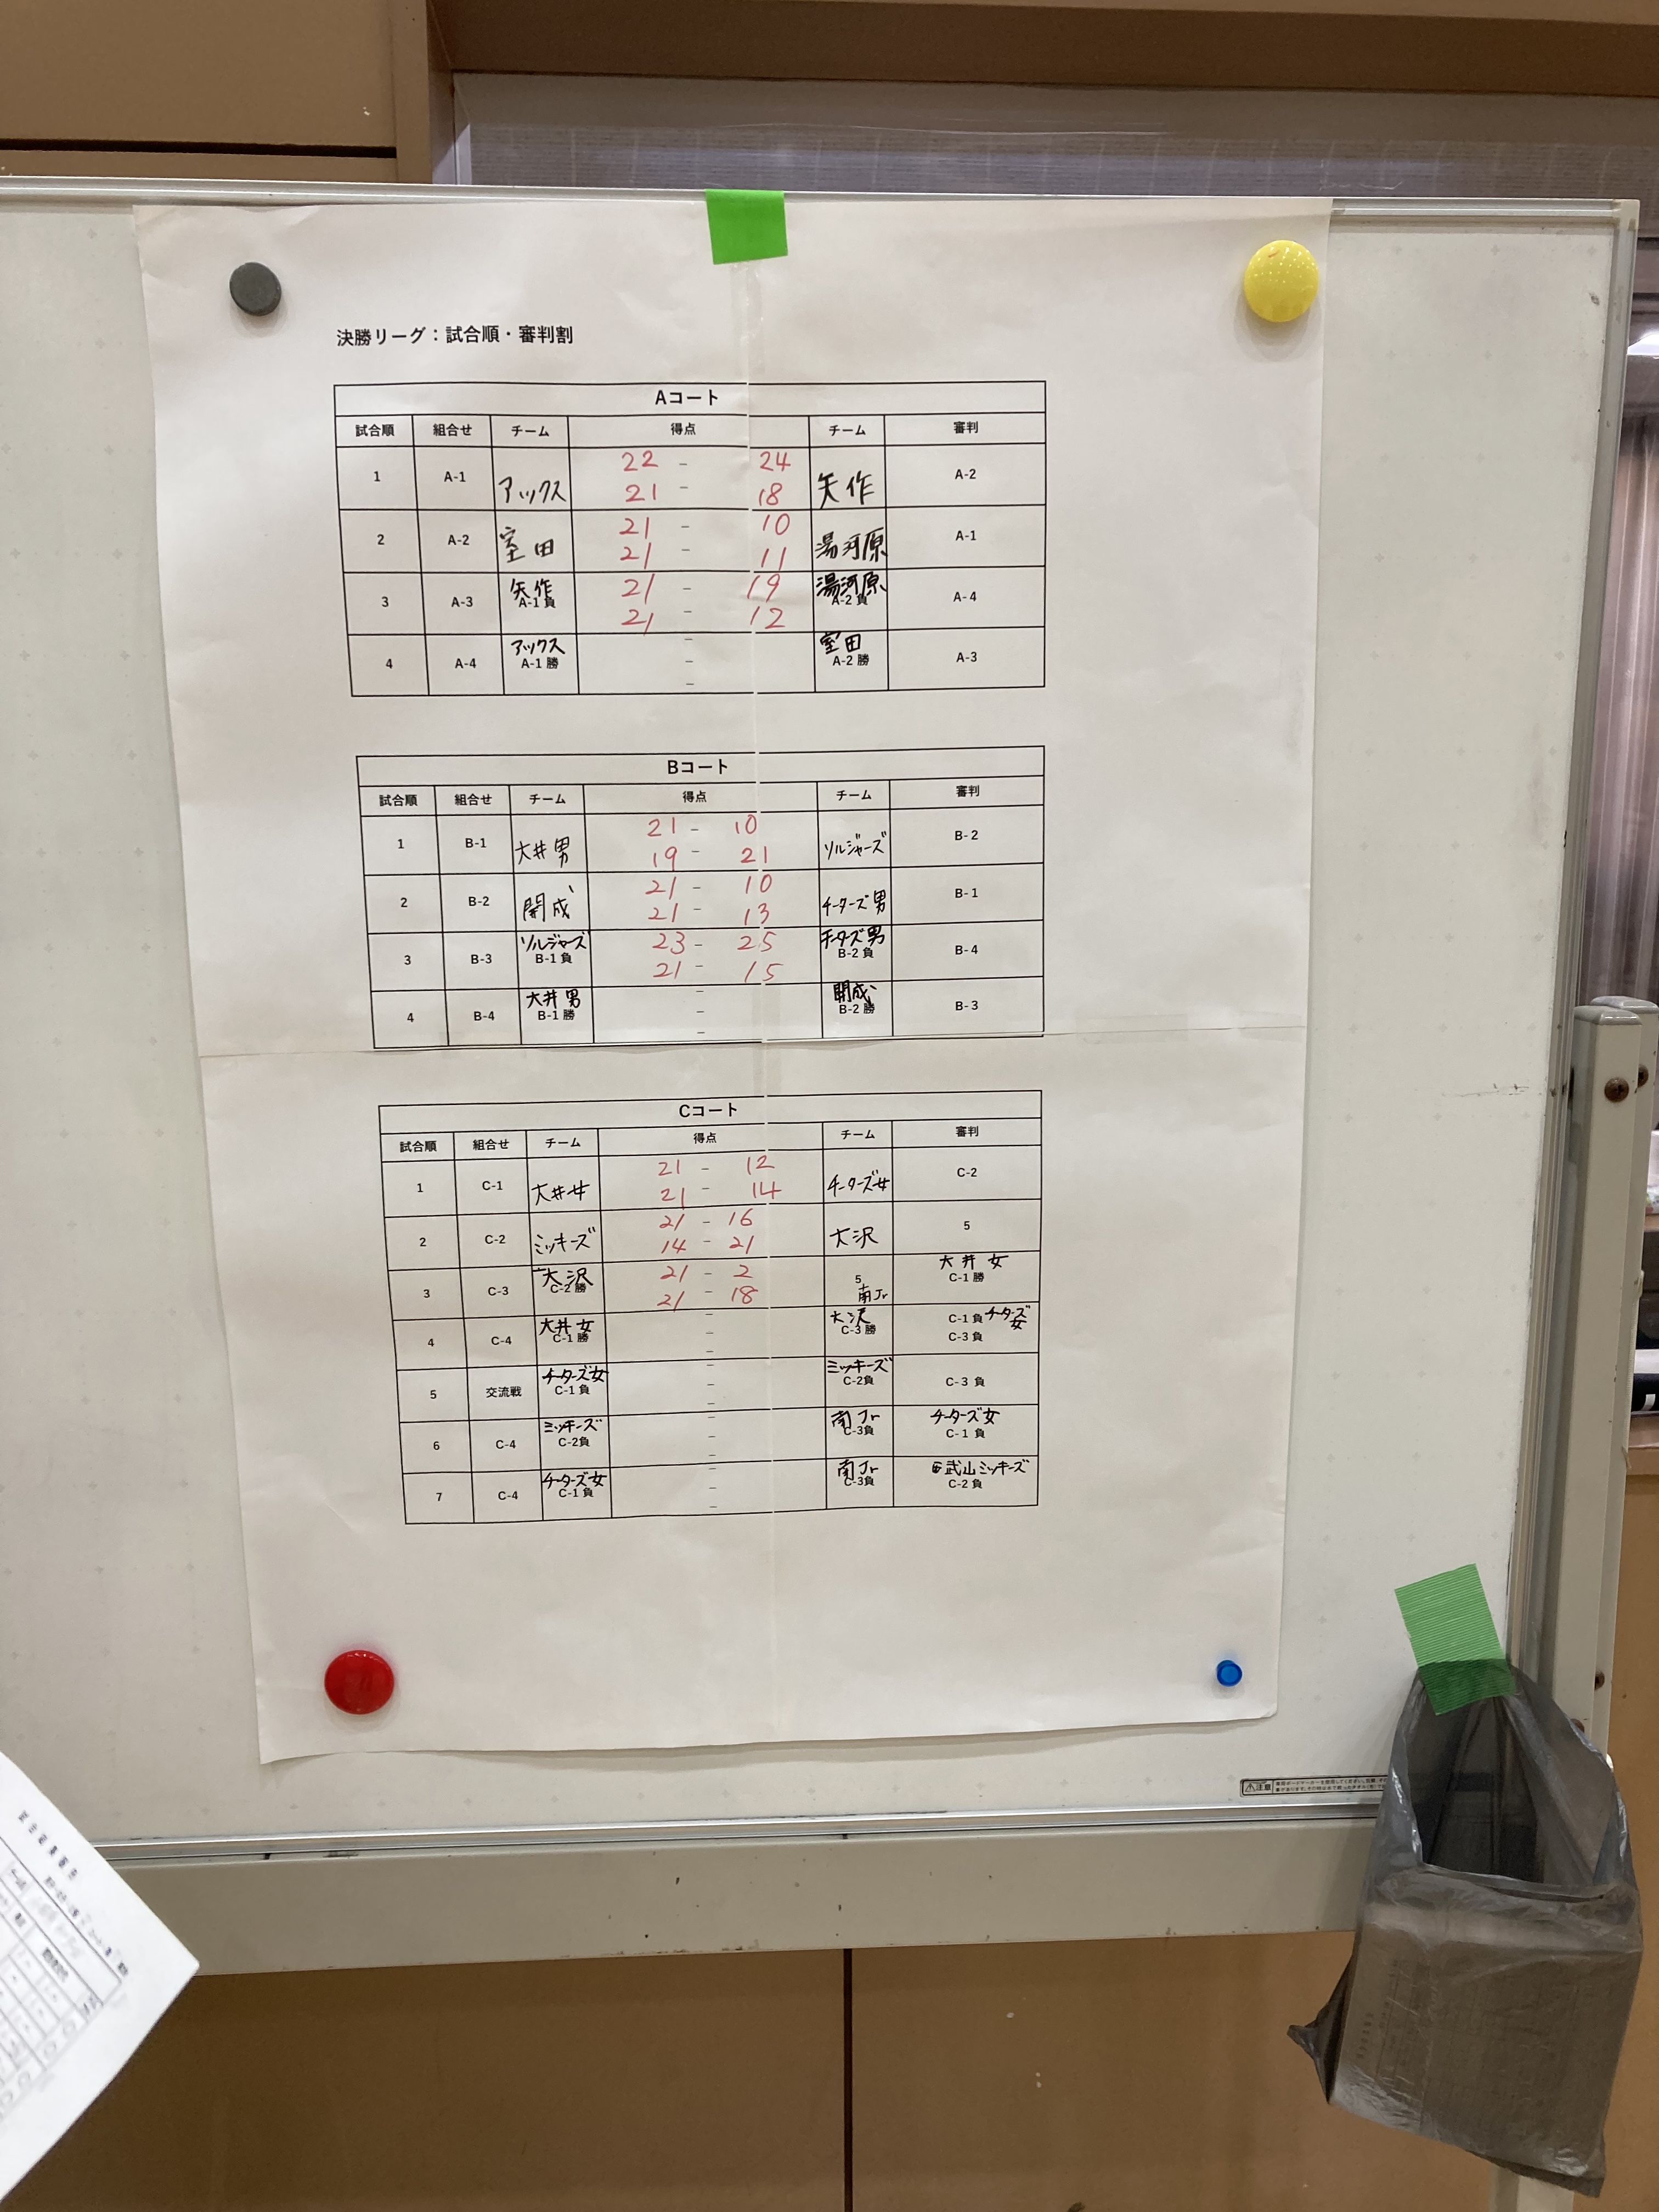 決勝リーグ：試合順・審判割
Aコート
試合順 組合せ チーム 得点 チーム 審判
1 A-1 アックス 22 - 24 矢作 A-2
21 - 18
2 A-2 室田 21 - 10 湯河原 A-1
21 - 11
3 A-3 矢作 A-1 負 21 - 19 湯河原 A-2 負 A-4
21 - 12
4 A-4 アックス A-1 勝 - 室田 A-2 勝 A-3
-
-
Bコート
試合順 組合せ チーム 得点 チーム 審判
1 B-1 大井男 21 - 10 ソルジャーズ B-2
19 - 21
2 B-2 開成 21 - 10 チーターズ男 B-1
21 - 13
3 B-3 ソルジャーズ B-1 負 23 - 25 チーターズ男 B-2 負 B-4
21 - 15
4 B-4 大井男 B-1 勝 - 開成 B-2 勝 B-3
-
-
Cコート
試合順 組合せ チーム 得点 チーム 審判
1 C-1 大井女 21 - 12 チーターズ女 C-2
21 - 14
2 C-2 ミッキーズ 21 - 16 大沢 5
14 - 21
3 C-3 大沢 C-2 勝 21 - 2 5 南Jr 大井女 C-1 勝
21 - 18
4 C-4 大井女 C-1 勝 - 大沢 C-3 勝 C-1 負 チーターズ女
- C-3 負
-
5 交流戦 チーターズ女 C-1 負 - ミッキーズ C-2負 C-3 負
-
-
6 C-4 ミッキーズ C-2負 - 南Jr C-3負 チーターズ女 C-1 負
-
-
7 C-4 チーターズ女 C-1 負 - 南Jr C-3負 武山ミッキーズ C-2 負
-
-
注意